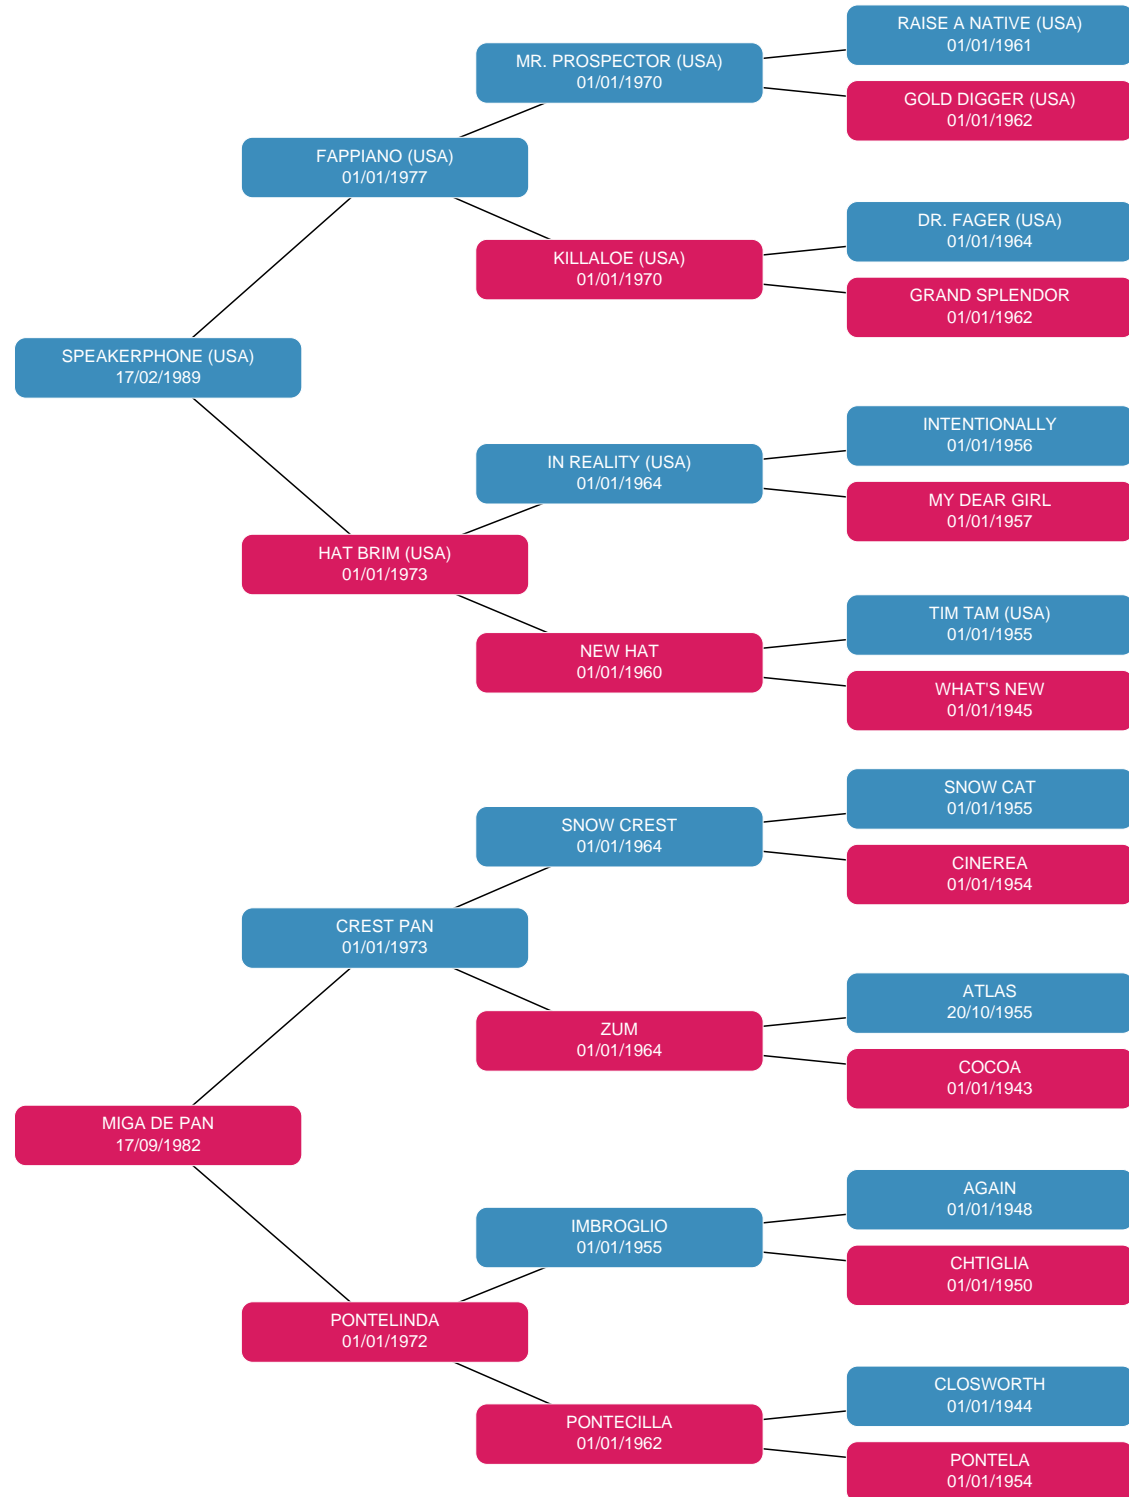 RAISE A NATIVE (USA)
01/01/1961
MR. PROSPECTOR (USA)
01/01/1970
GOLD DIGGER (USA)
01/01/1962
FAPPIANO (USA)
01/01/1977
DR. FAGER (USA)
01/01/1964
KILLALOE (USA)
01/01/1970
GRAND SPLENDOR
01/01/1962
SPEAKERPHONE (USA)
17/02/1989
INTENTIONALLY
01/01/1956
IN REALITY (USA)
01/01/1964
MY DEAR GIRL
01/01/1957
HAT BRIM (USA)
01/01/1973
TIM TAM (USA)
01/01/1955
NEW HAT
01/01/1960
WHAT'S NEW
01/01/1945
SNOW CAT
01/01/1955
SNOW CREST
01/01/1964
CINEREA
01/01/1954
CREST PAN
01/01/1973
ATLAS
20/10/1955
ZUM
01/01/1964
COCOA
01/01/1943
MIGA DE PAN
17/09/1982
AGAIN
01/01/1948
IMBROGLIO
01/01/1955
CHTIGLIA
01/01/1950
PONTELINDA
01/01/1972
CLOSWORTH
01/01/1944
PONTECILLA
01/01/1962
PONTELA
01/01/1954